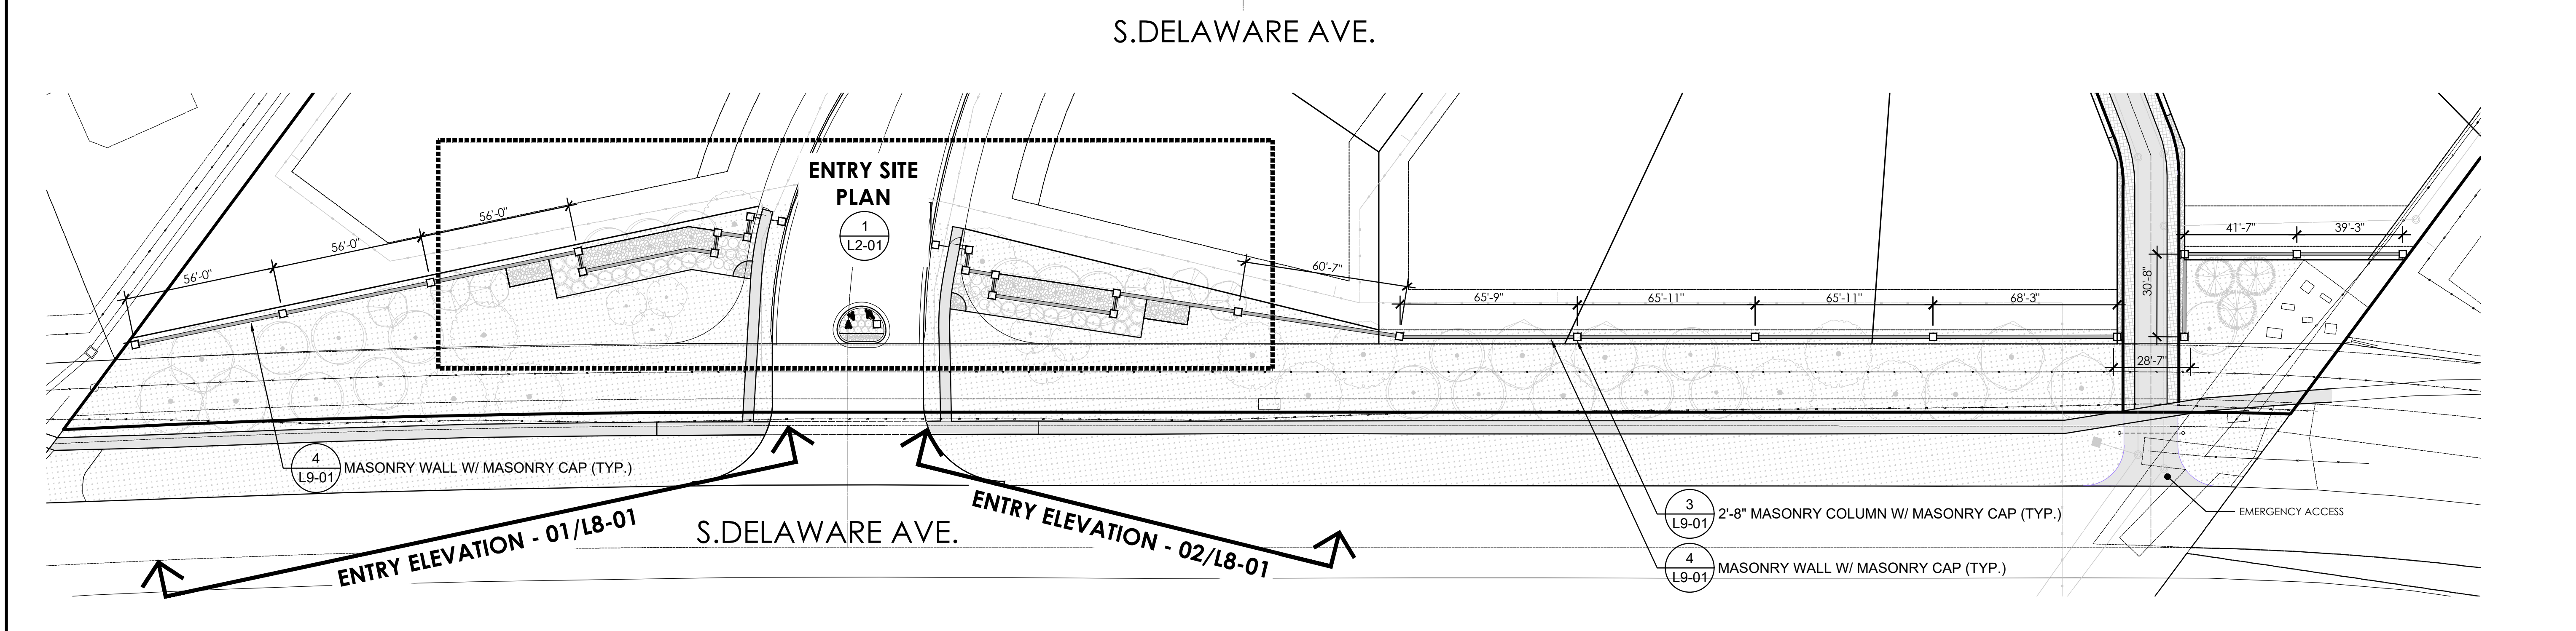 S.DELAWARE AVE.
ENTRY SITE
PLAN
1
L2-01
56'-0"
56'-0"
56'-0"
60'-7"
65'-9"
65'-11"
65'-11"
68'-3"
41'-7"
39'-3"
30'-8"
28'-7"
4
L9-01
MASONRY WALL W/ MASONRY CAP (TYP.)
ENTRY ELEVATION - 01/L8-01
S.DELAWARE AVE.
ENTRY ELEVATION - 02/L8-01
3
L9-01
2'-8" MASONRY COLUMN W/ MASONRY CAP (TYP.)
4
L9-01
MASONRY WALL W/ MASONRY CAP (TYP.)
EMERGENCY ACCESS